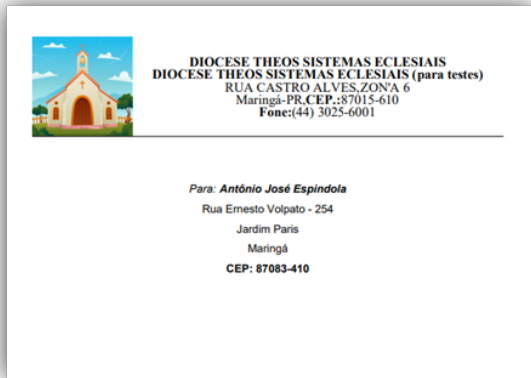 DIOCESE THEOS SISTEMAS ECLESIAIS
DIOCESE THEOS SISTEMAS ECLESIAIS (para testes)
RUA CASTRO ALVES,ZON'A 6
Maringá-PR,CEP.:87015-610
Fone:(44) 3025-6001
Para: Antônio José Espindola
Rua Ernesto Volpato - 254
Jardim Paris
Maringá
CEP: 87083-410